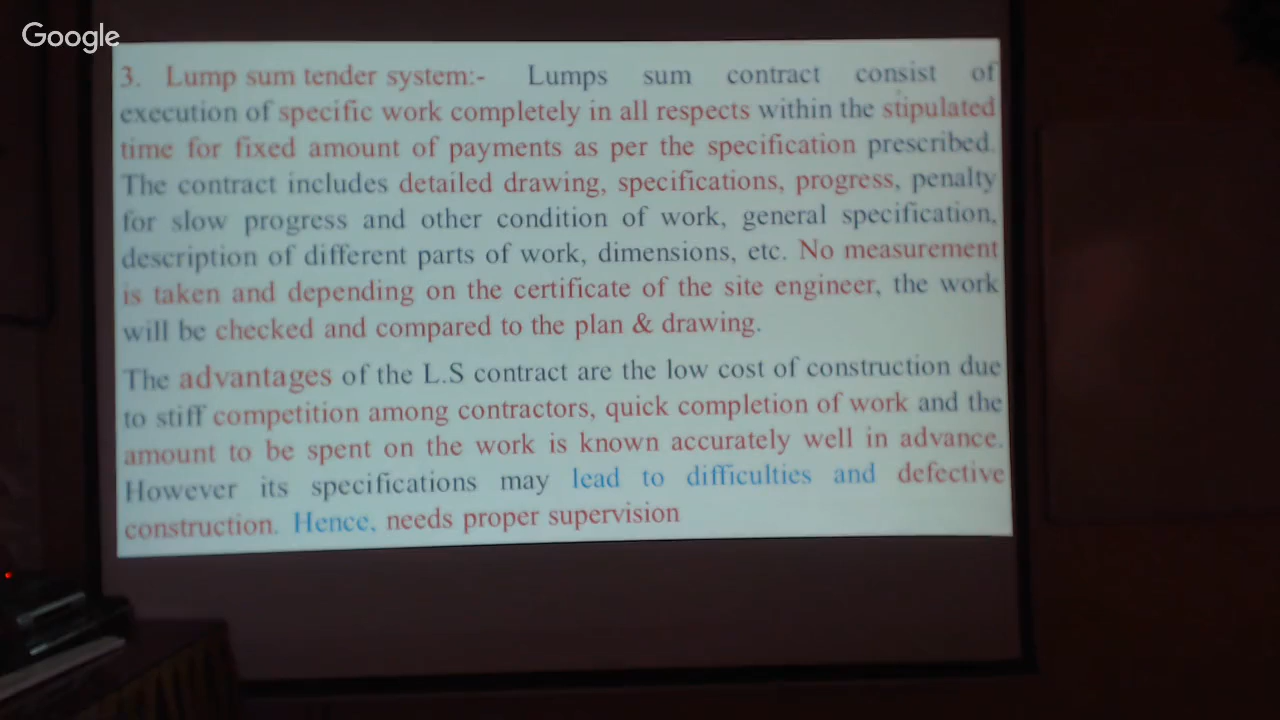 Google
3. Lump sum tender system:- Lumps sum contract consist of
execution of specific work completely in all respects within the stipulated
time for fixed amount of payments as per the specification prescribed.
The contract includes detailed drawing, specifications, progress, penalty
for slow progress and other condition of work, general specification,
description of different parts of work, dimensions, etc. No measurement
is taken and depending on the certificate of the site engineer, the work
will be checked and compared to the plan & drawing.
The advantages of the L.S contract are the low cost of construction due
to stiff competition among contractors, quick completion of work and the
amount to be spent on the work is known accurately well in advance.
However its specifications may lead to difficulties and defective
construction. Hence, needs proper supervision